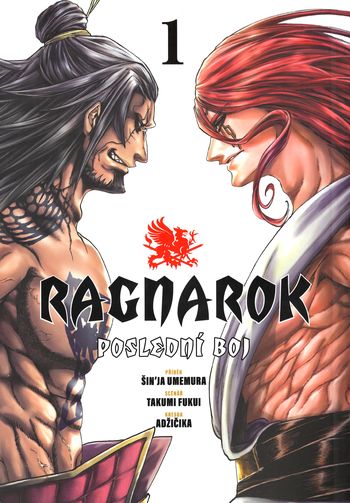 1
RAGNAROK
POSLEDNÍ BOJ
PŘÍBĚH
ŠIN'JA UMEMURA
SCÉNÁŘ
TAKUMI FUKUI
KRESBA
ADŽIČIKA